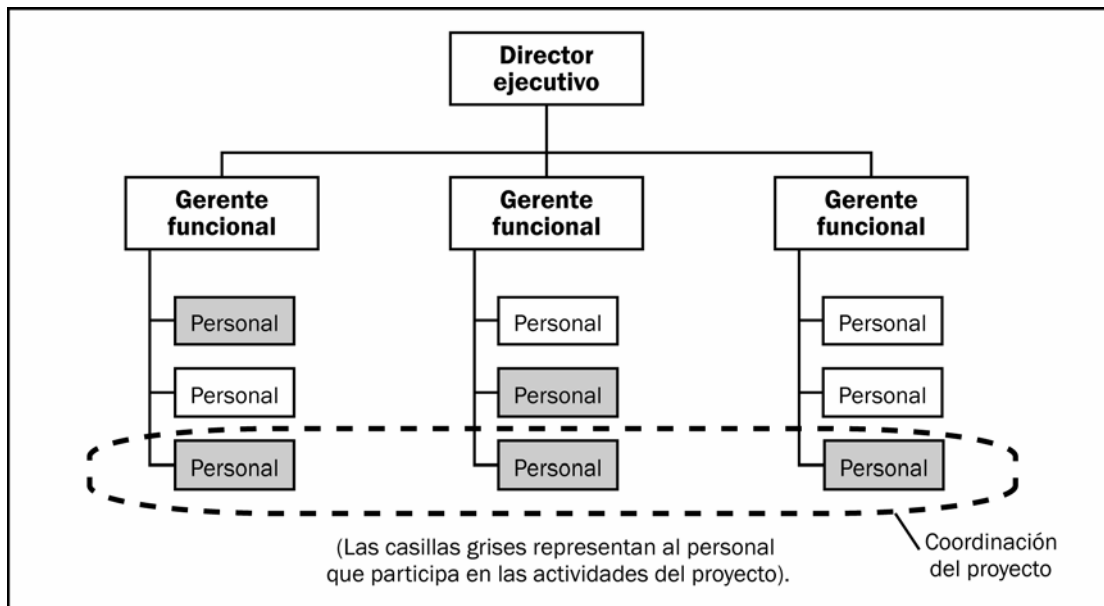 Director
ejecutivo
Gerente
funcional
Gerente
funcional
Gerente
funcional
Personal
Personal
Personal
Personal
Personal
Personal
Personal
Personal
Personal
(Las casillas grises representan al personal
que participa en las actividades del proyecto).
Coordinación
del proyecto